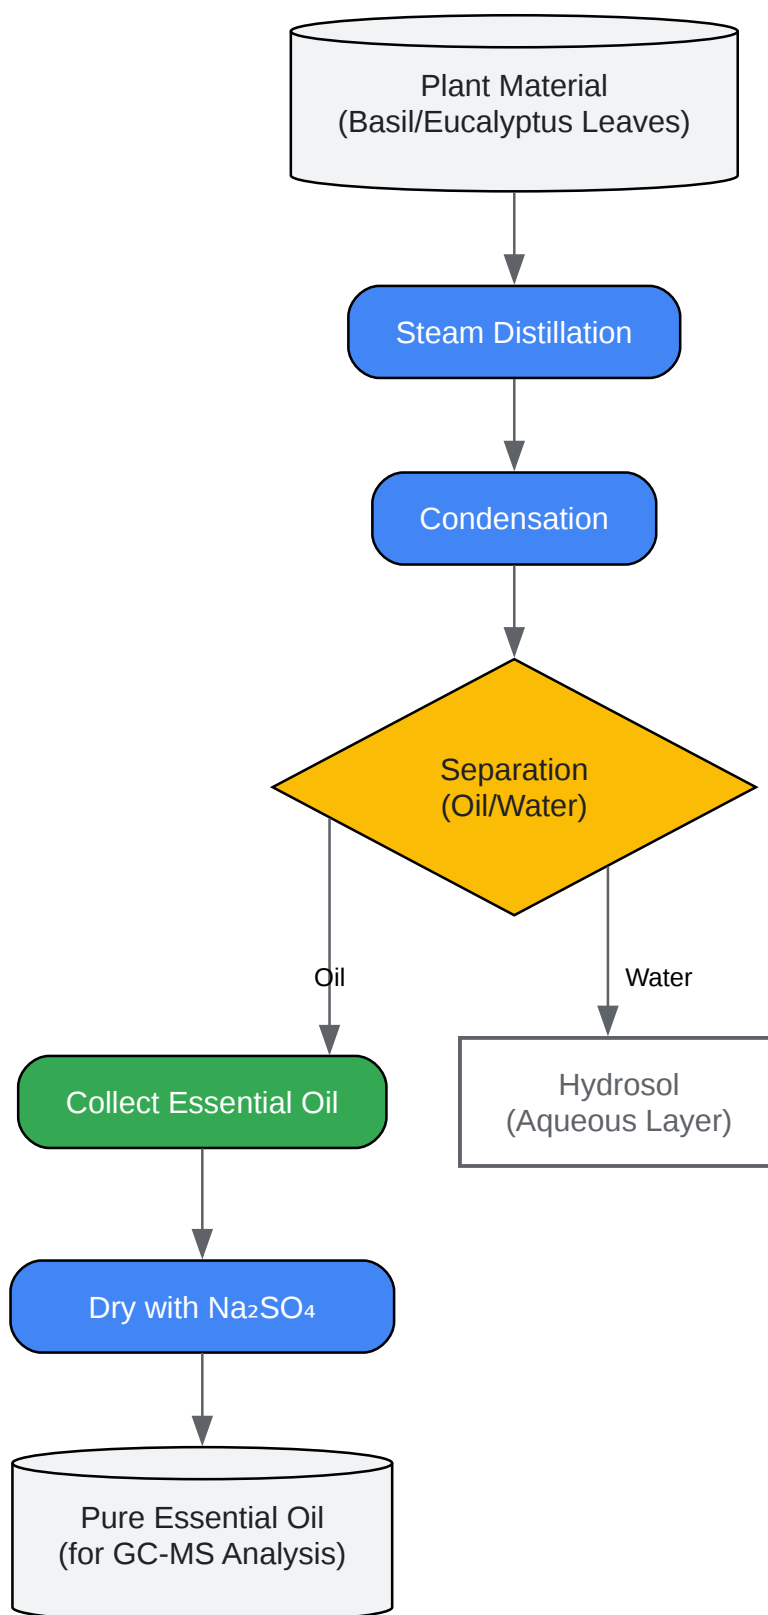 Plant Material
(Basil/Eucalyptus Leaves)
Steam Distillation
Condensation
Separation
(Oil/Water)
Oil
Water
Collect Essential Oil
Hydrosol
(Aqueous Layer)
Dry with Na₂SO₄
Pure Essential Oil
(for GC-MS Analysis)